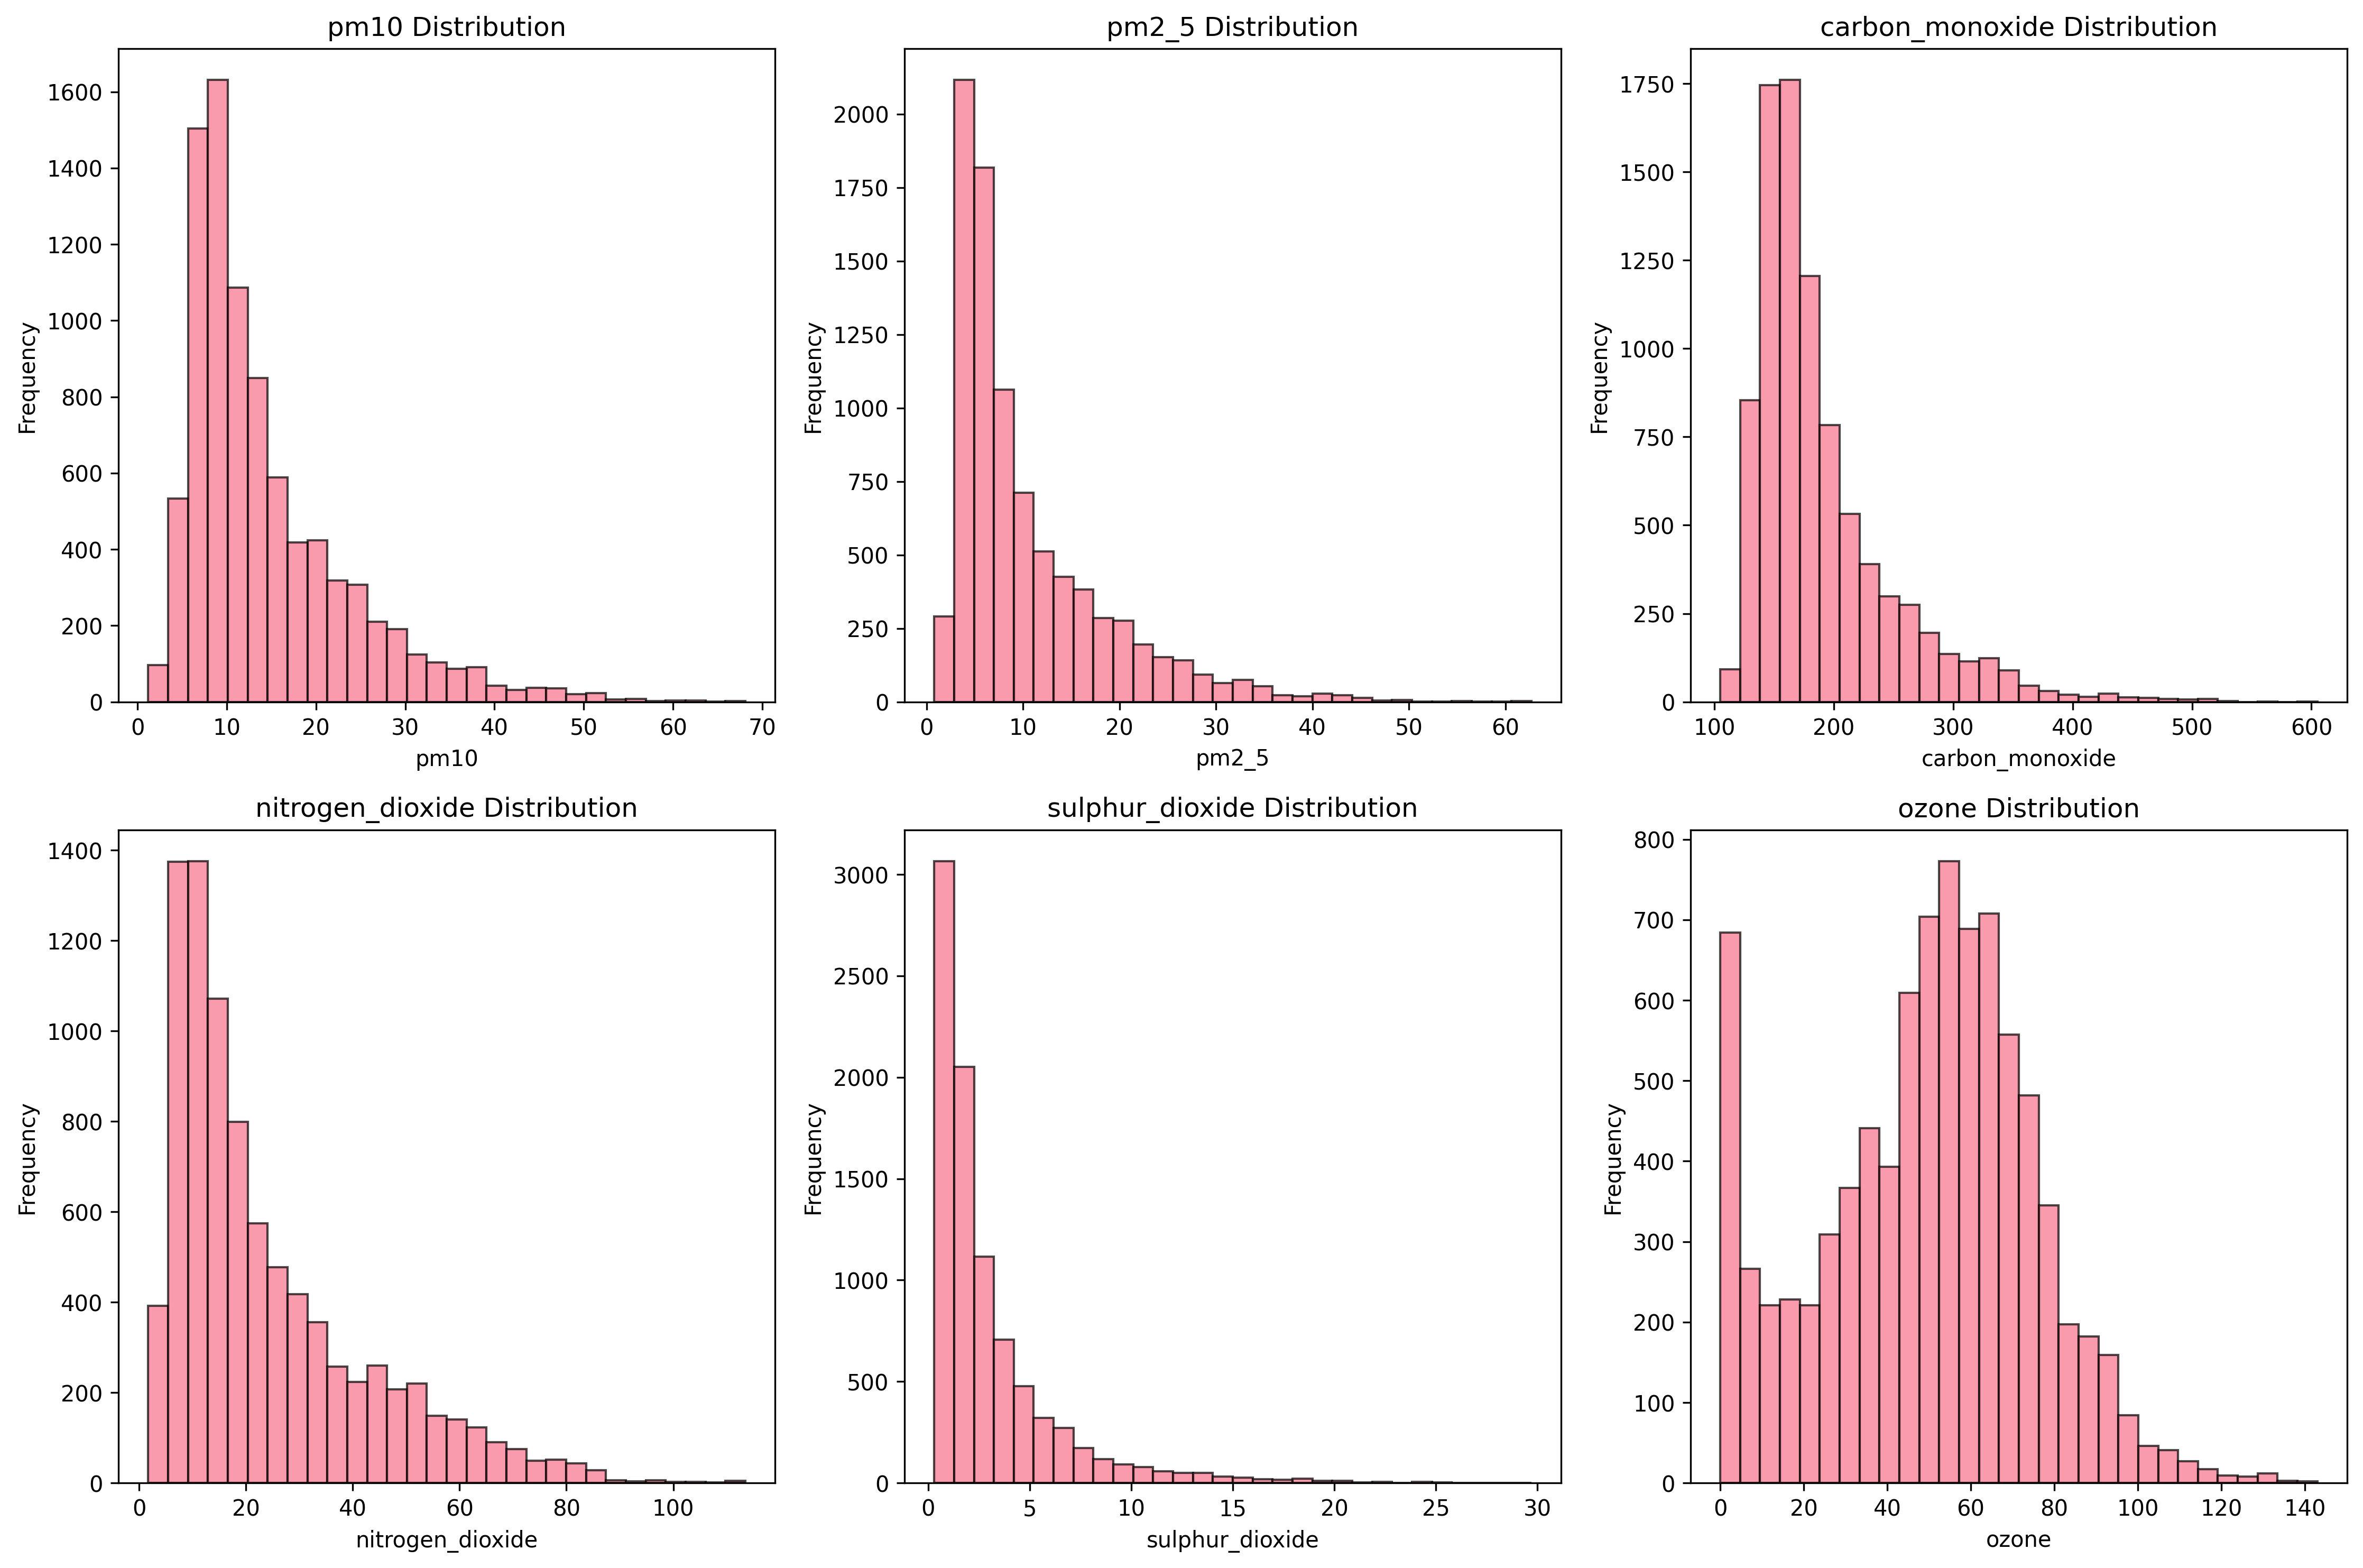 pm10 Distribution
Frequency
1600
1400
1200
1000
800
600
400
200
0
0 10 20 30 40 50 60 70
pm10
pm2_5 Distribution
Frequency
2000
1750
1500
1250
1000
750
500
250
0
0 10 20 30 40 50 60
pm2_5
carbon_monoxide Distribution
Frequency
1750
1500
1250
1000
750
500
250
0
100 200 300 400 500 600
carbon_monoxide
nitrogen_dioxide Distribution
Frequency
1400
1200
1000
800
600
400
200
0
0 20 40 60 80 100
nitrogen_dioxide
sulphur_dioxide Distribution
Frequency
3000
2500
2000
1500
1000
500
0
0 5 10 15 20 25 30
sulphur_dioxide
ozone Distribution
Frequency
800
700
600
500
400
300
200
100
0
0 20 40 60 80 100 120 140
ozone